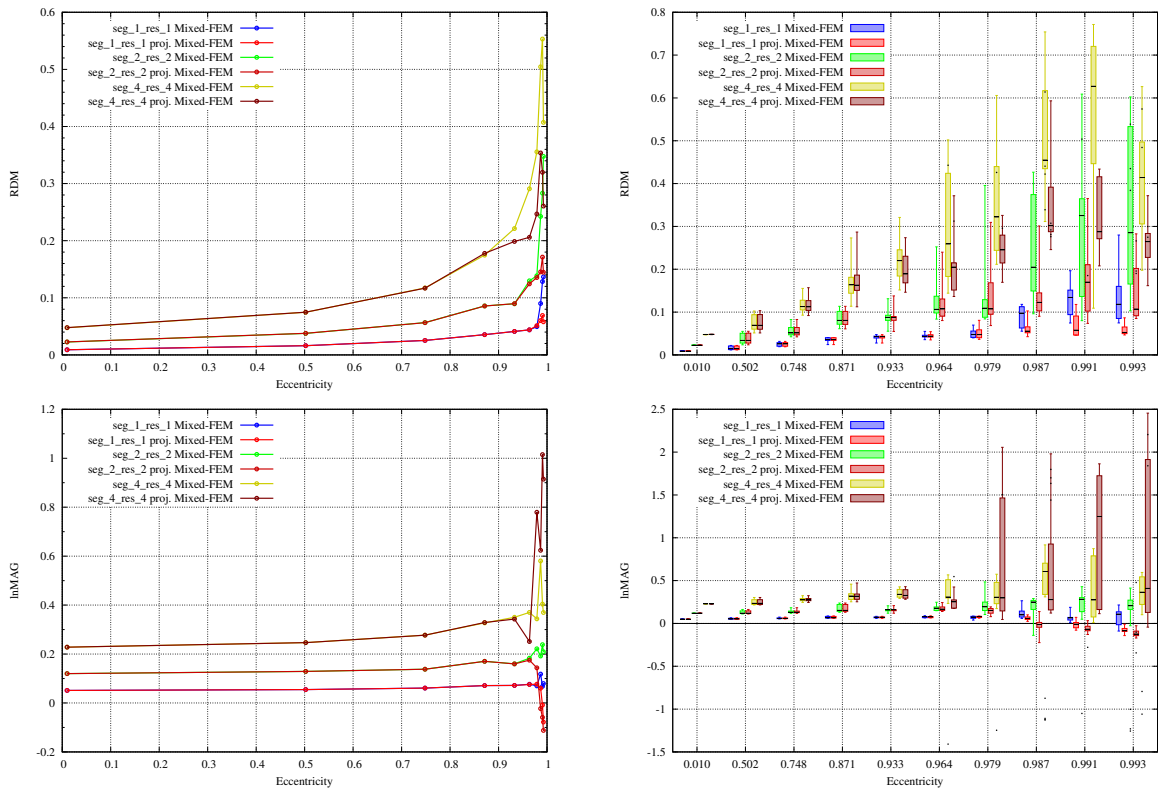 0.6
0.5
0.4
0.3
0.2
0.1
0
RDM
0 0.1 0.2 0.3 0.4 0.5 0.6 0.7 0.8 0.9 1
Eccentricity
seg_1_res_1 Mixed-FEM
seg_1_res_1 proj. Mixed-FEM
seg_2_res_2 Mixed-FEM
seg_2_res_2 proj. Mixed-FEM
seg_4_res_4 Mixed-FEM
seg_4_res_4 proj. Mixed-FEM
0.8
0.7
0.6
0.5
0.4
0.3
0.2
0.1
0
RDM
0.010 0.502 0.748 0.871 0.933 0.964 0.979 0.987 0.991 0.993
Eccentricity
seg_1_res_1 Mixed-FEM
seg_1_res_1 proj. Mixed-FEM
seg_2_res_2 Mixed-FEM
seg_2_res_2 proj. Mixed-FEM
seg_4_res_4 Mixed-FEM
seg_4_res_4 proj. Mixed-FEM
1.2
1
0.8
0.6
0.4
0.2
0
-0.2
lnMAG
0 0.1 0.2 0.3 0.4 0.5 0.6 0.7 0.8 0.9 1
Eccentricity
seg_1_res_1 Mixed-FEM
seg_1_res_1 proj. Mixed-FEM
seg_2_res_2 Mixed-FEM
seg_2_res_2 proj. Mixed-FEM
seg_4_res_4 Mixed-FEM
seg_4_res_4 proj. Mixed-FEM
2.5
2
1.5
1
0.5
0
-0.5
-1
-1.5
lnMAG
0.010 0.502 0.748 0.871 0.933 0.964 0.979 0.987 0.991 0.993
Eccentricity
seg_1_res_1 Mixed-FEM
seg_1_res_1 proj. Mixed-FEM
seg_2_res_2 Mixed-FEM
seg_2_res_2 proj. Mixed-FEM
seg_4_res_4 Mixed-FEM
seg_4_res_4 proj. Mixed-FEM